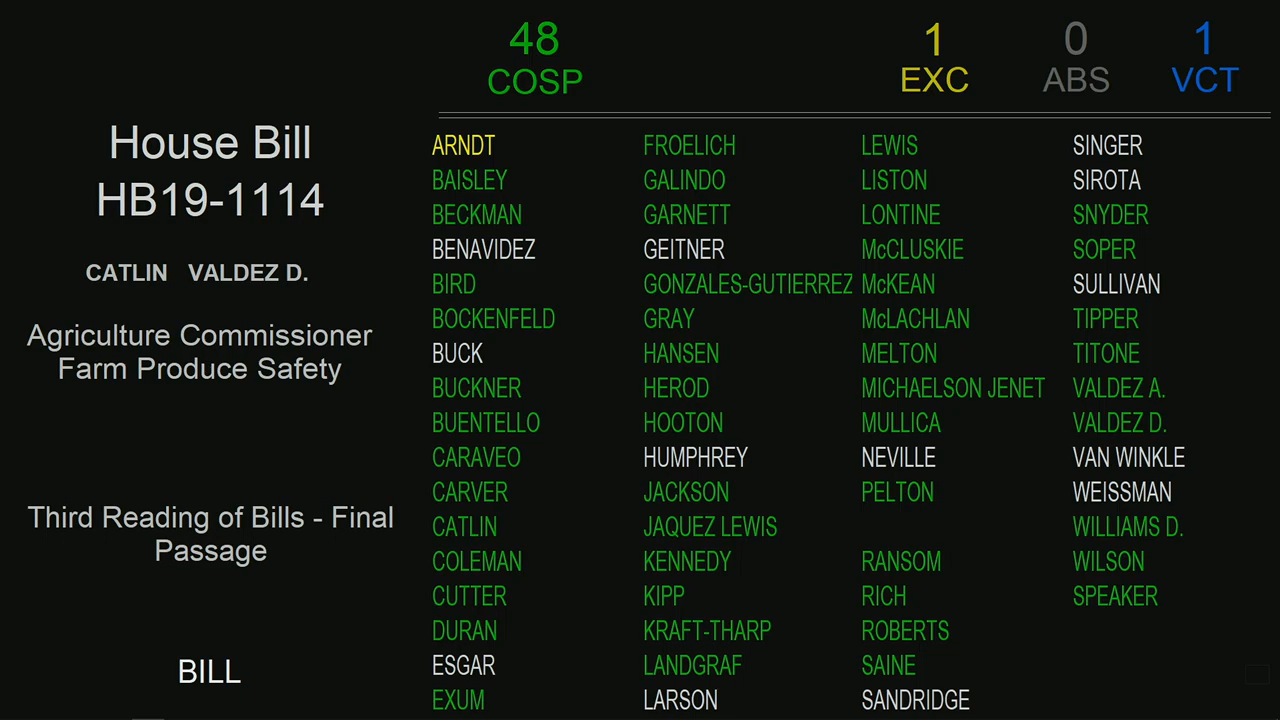 48
COSP
1
EXC
0
ABS
1
VCT
House Bill
HB19-1114
CATLIN VALDEZ D.
Agriculture Commissioner
Farm Produce Safety
Third Reading of Bills - Final
Passage
BILL
ARNDT
BAISLEY
BECKMAN
BENAVIDEZ
BIRD
BOCKENFELD
BUCK
BUCKNER
BUENTELLO
CARAVEO
CARVER
CATLIN
COLEMAN
CUTTER
DURAN
ESGAR
EXUM
FROELICH
GALINDO
GARNETT
GEITNER
GONZALES-GUTIERREZ
GRAY
HANSEN
HEROD
HOOTON
HUMPHREY
JACKSON
JAQUEZ LEWIS
KENNEDY
KIPP
KRAFT-THARP
LANDGRAF
LARSON
LEWIS
LISTON
LONTINE
McCLUSKIE
McKEAN
McLACHLAN
MELTON
MICHAELSON JENET
MULLICA
NEVILLE
PELTON
RANSOM
RICH
ROBERTS
SAINE
SANDRIDGE
SINGER
SIROTA
SNYDER
SOPER
SULLIVAN
TIPPER
TITONE
VALDEZ A.
VALDEZ D.
VAN WINKLE
WEISSMAN
WILLIAMS D.
WILSON
SPEAKER